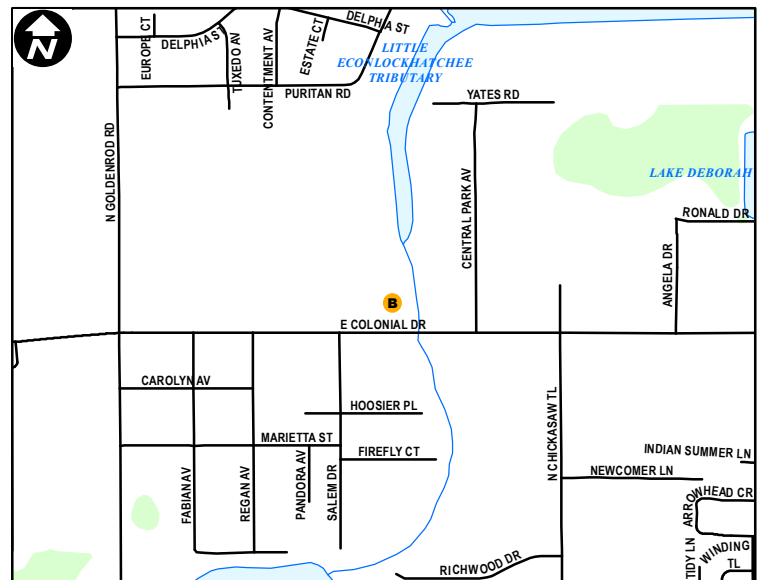 N
DELPHIA ST
LITTLE
ECONLOCKHATCHEE
TRIBUTARY
EUROPE CT
DELPHIA ST
TUXEDO AV
CONTENTMENT AV
ESTATE CT
PURITAN RD
YATES RD
N GOLDENROD RD
CENTRAL PARK AV
LAKE DEBORAH
RONALD DR
ANGELA DR
B
E COLONIAL DR
CAROLYN AV
HOOSIER PL
N CHICKASAW TL
MARIETTA ST
FIREFLY CT
INDIAN SUMMER LN
NEWCOMER LN
FABIAN AV
REGAN AV
PANDORA AV
SALEM DR
ARROWHEAD CR
RICHWOOD DR
TIDY LN
WINDING
TL